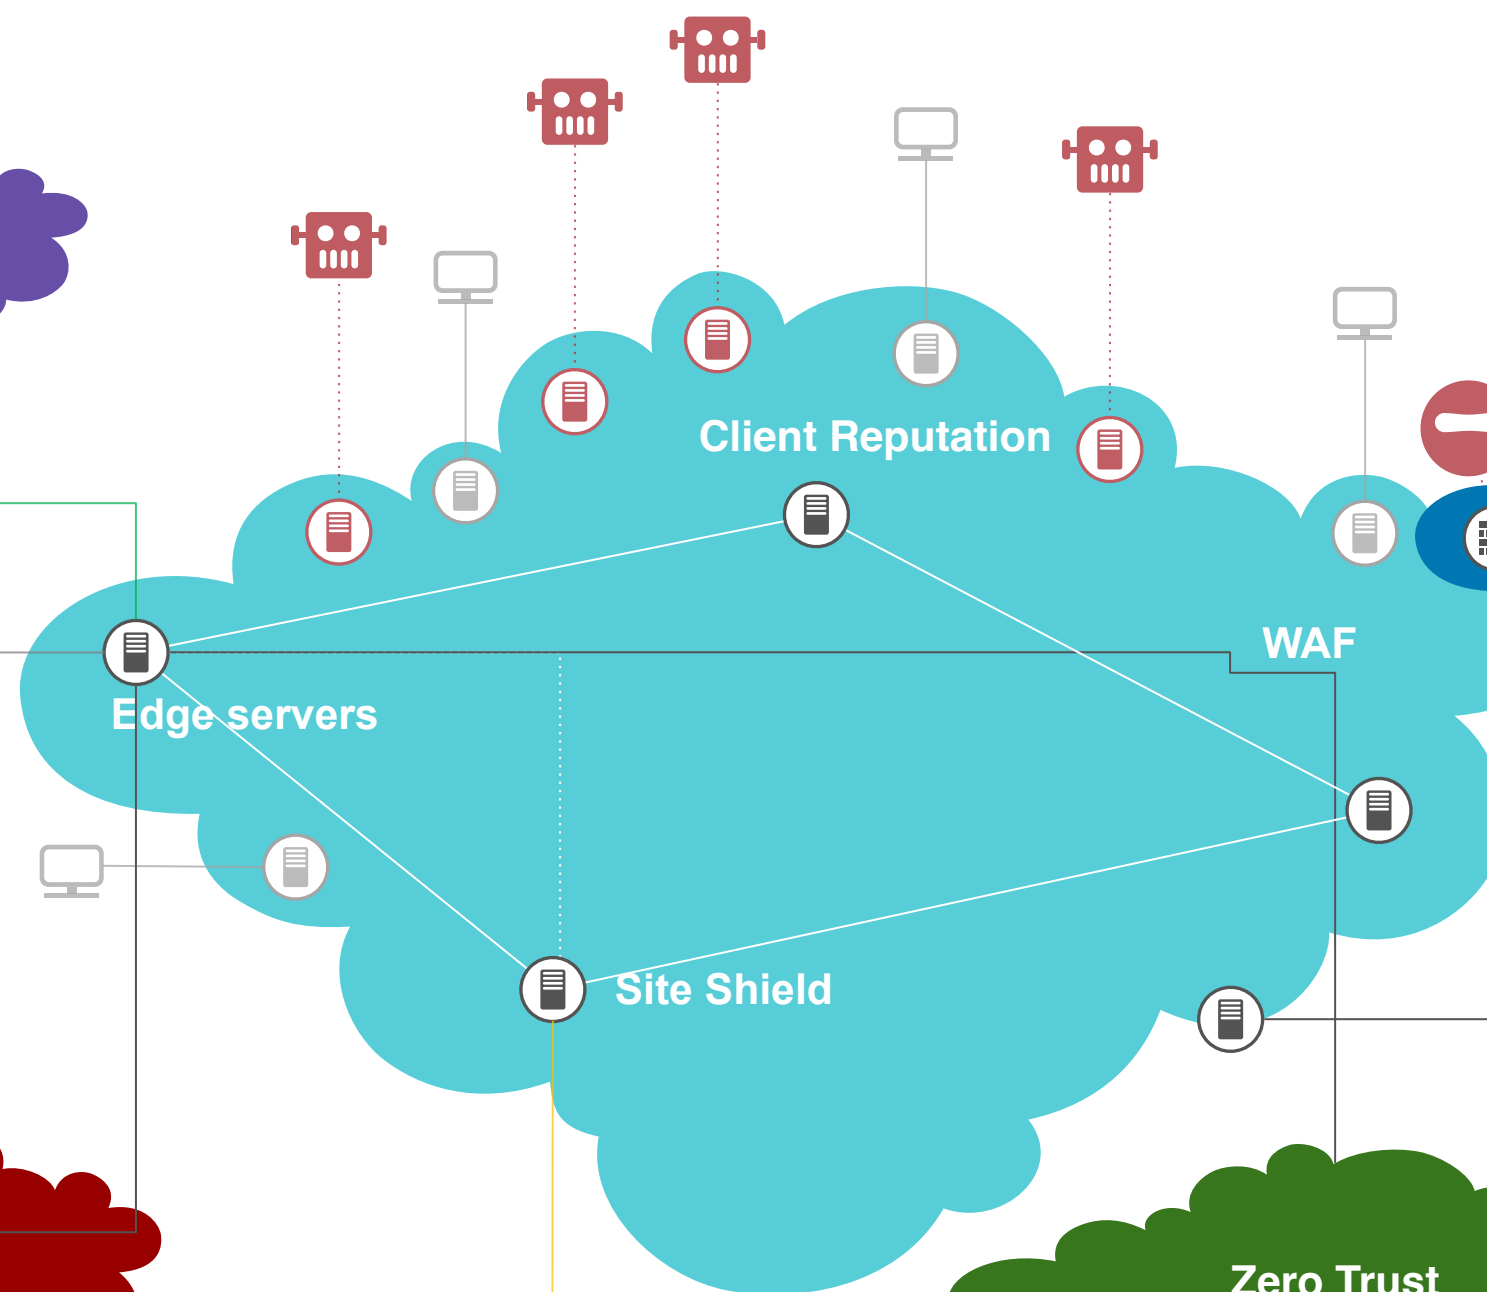 Client Reputation
WAF
Edge servers
Site Shield
Zero Trust